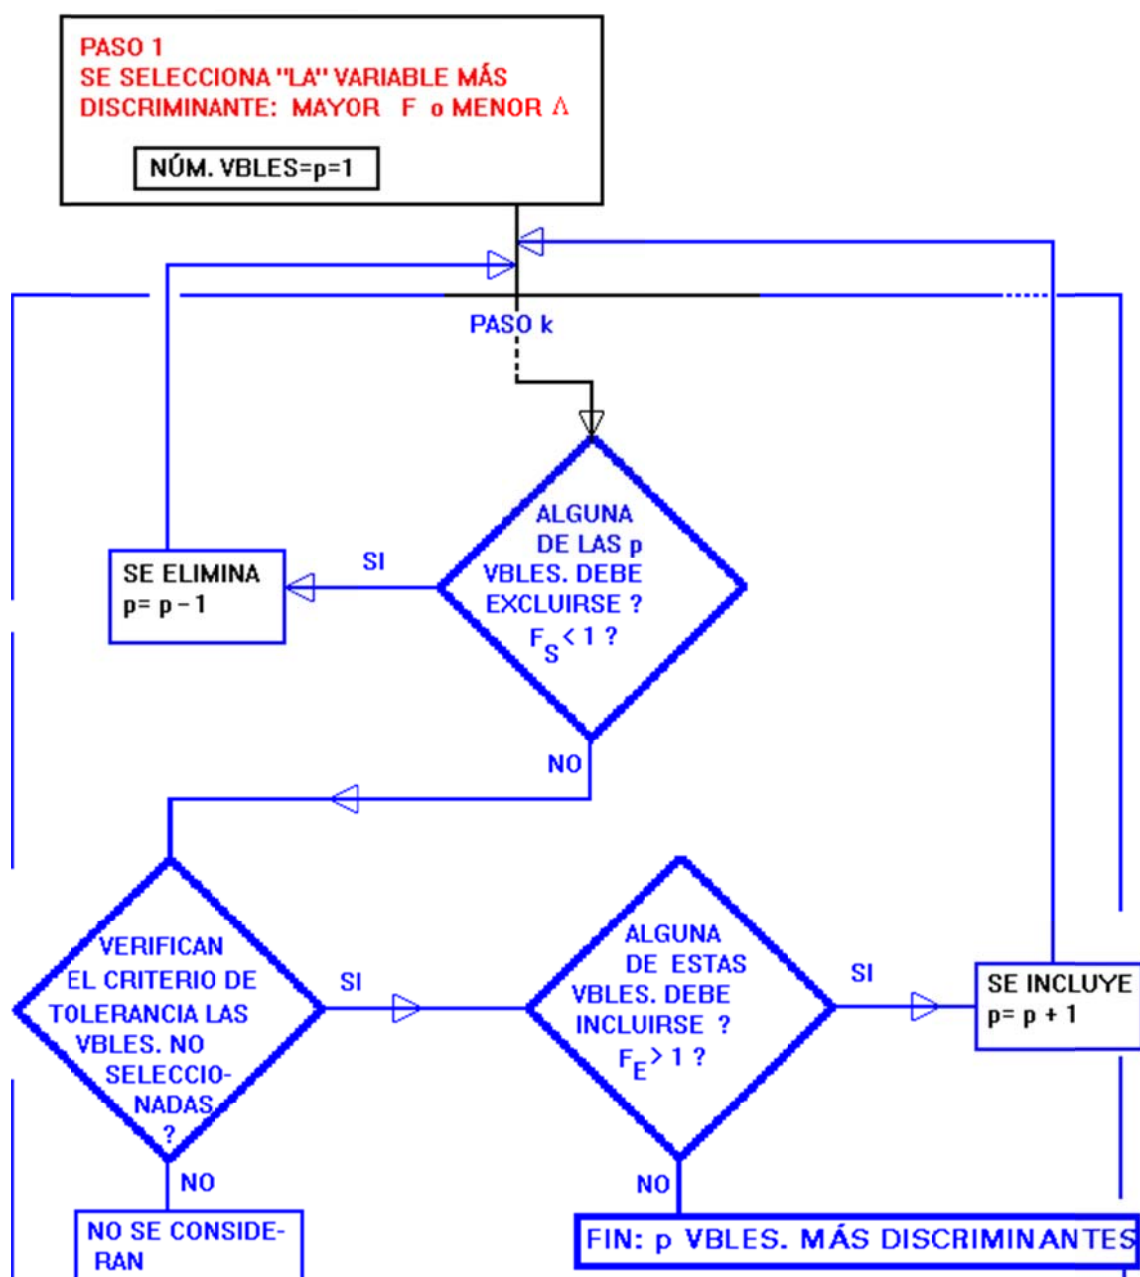 PASO 1
SE SELECCIONA "LA" VARIABLE MÁS
DISCRIMINANTE: MAYOR F o MENOR Λ
NÚM. VBLES=p=1
PASO k
ALGUNA
DE LAS p
VBLES. DEBE
EXCLUIRSE ?
F_S < 1 ?
SI
SE ELIMINA
p= p - 1
NO
VERIFICAN
EL CRITERIO DE
TOLERANCIA LAS
VBLES. NO
SELECCIO-
NADAS
?
SI
ALGUNA
DE ESTAS
VBLES. DEBE
INCLUIRSE ?
F_E > 1 ?
SI
SE INCLUYE
p= p + 1
NO
NO SE CONSIDE-
RAN
NO
FIN: p VBLES. MÁS DISCRIMINANTES